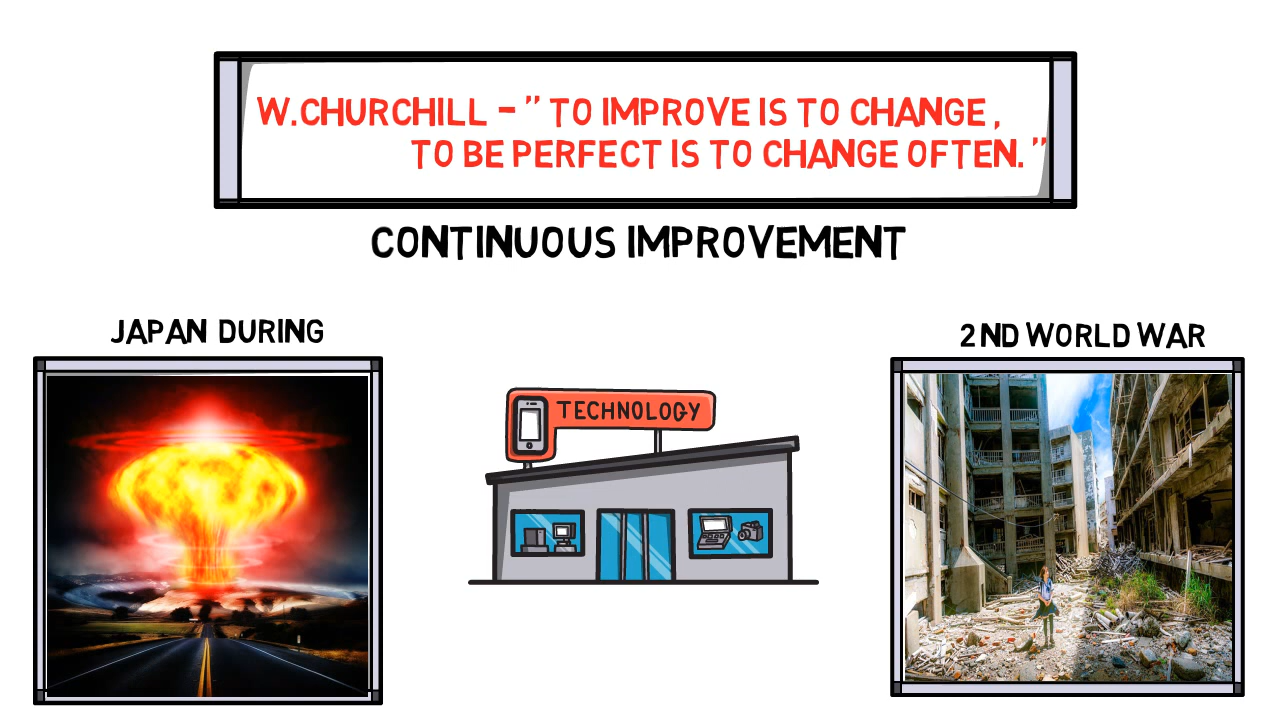 W.CHURCHILL - " TO IMPROVE IS TO CHANGE,
TO BE PERFECT IS TO CHANGE OFTEN."
CONTINUOUS IMPROVEMENT
JAPAN DURING
2ND WORLD WAR
TECHNOLOGY